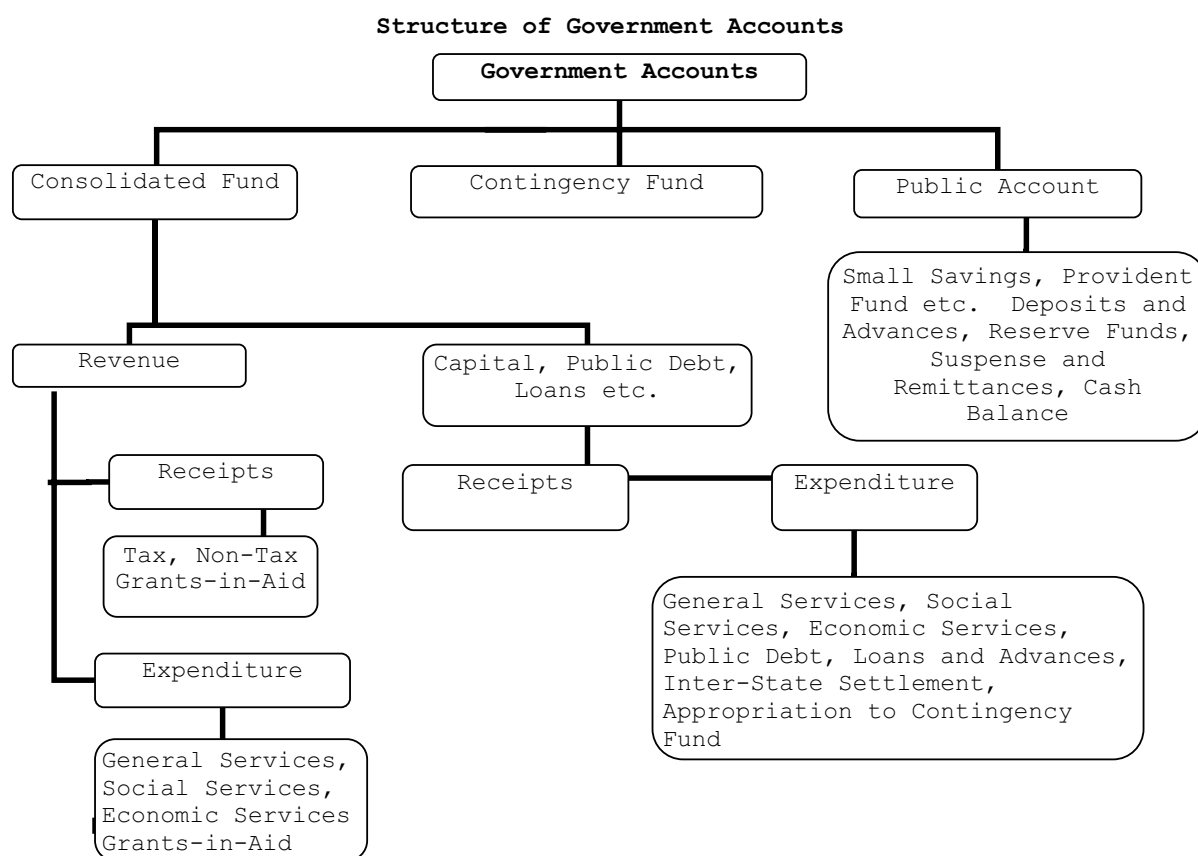 Structure of Government Accounts
Government Accounts
Consolidated Fund
Contingency Fund
Public Account
Small Savings, Provident
Fund etc.  Deposits and
Advances, Reserve Funds,
Suspense and
Remittances, Cash
Balance
Revenue
Capital, Public Debt,
Loans etc.
Receipts
Tax, Non-Tax
Grants-in-Aid
Receipts
Expenditure
General Services, Social
Services, Economic Services,
Public Debt, Loans and Advances,
Inter-State Settlement,
Appropriation to Contingency
Fund
Expenditure
General Services,
Social Services,
Economic Services
Grants-in-Aid